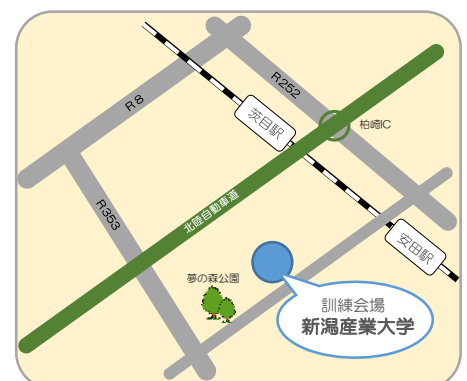 R8
R252
茨目駅
柏崎IC
R353
北陸自動車道
安田駅
夢の森公園
訓練会場
新潟産業大学